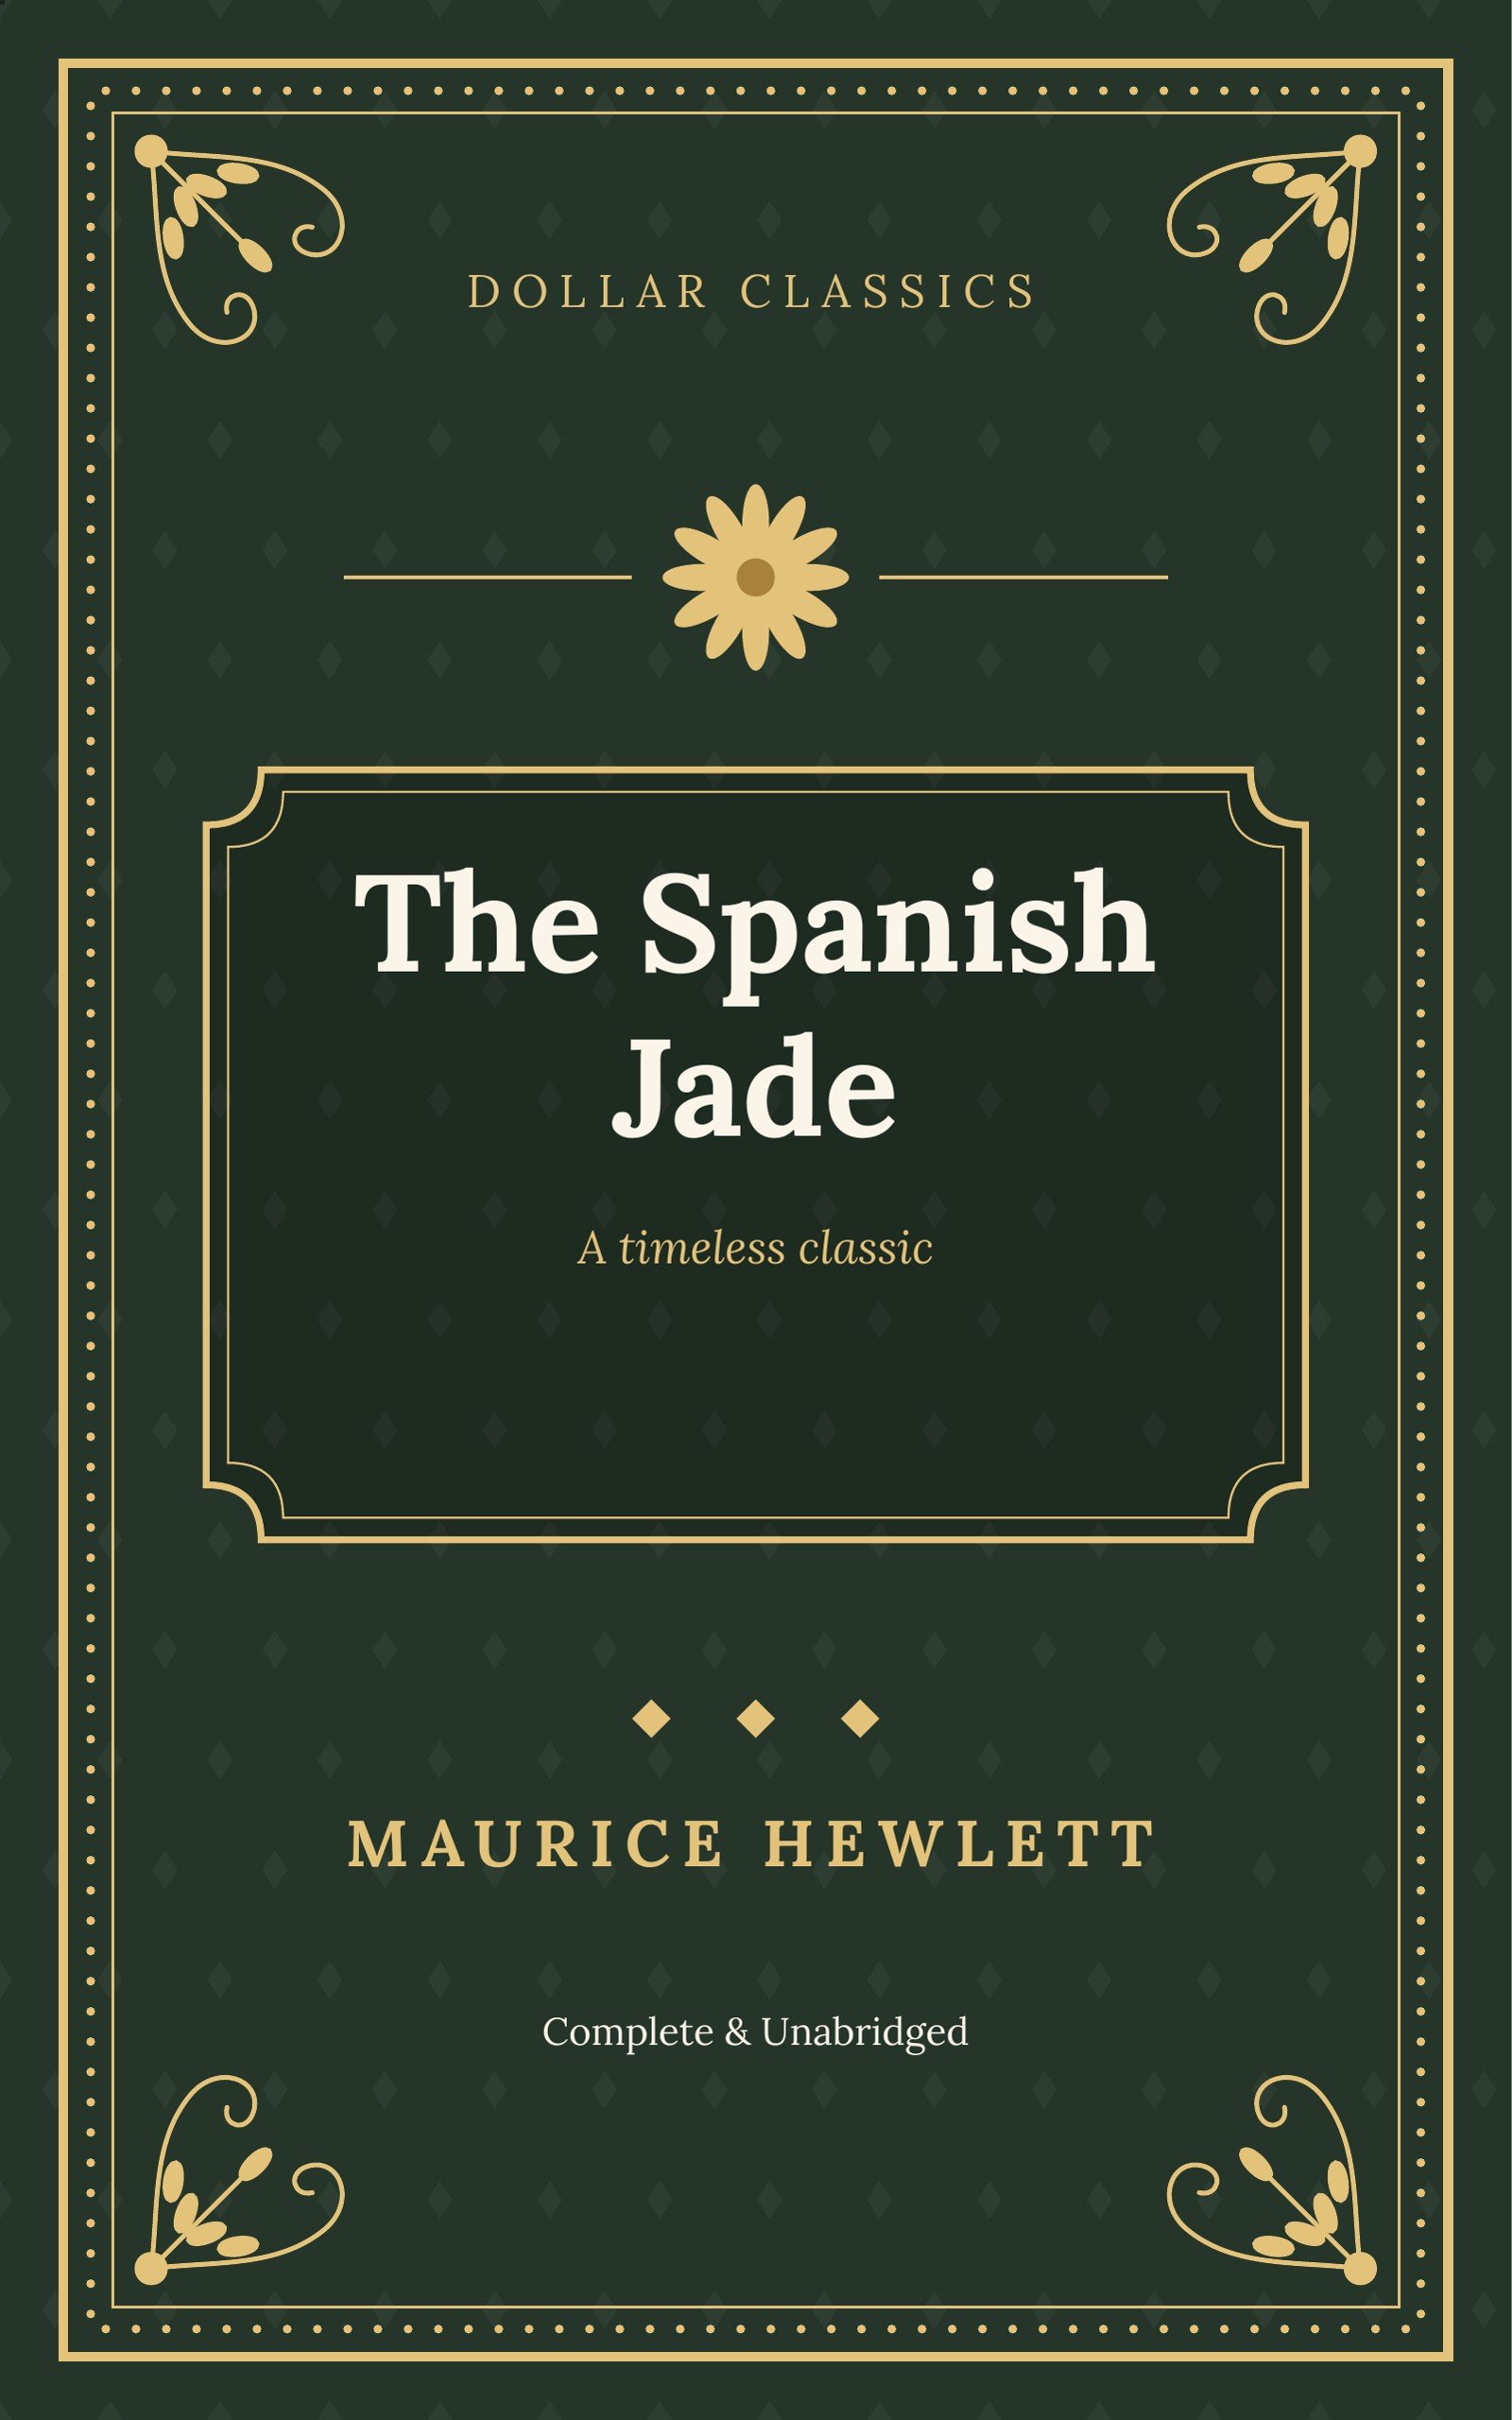 DOLLAR CLASSICS
The Spanish
Jade
A timeless classic
MAURICE HEWLETT
Complete & Unabridged